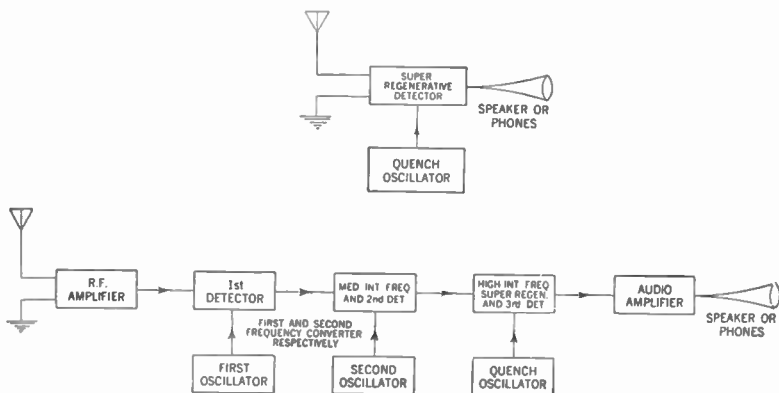 SUPER
REGENERATIVE
DETECTOR
SPEAKER OR
PHONES
QUENCH
OSCILLATOR
R.F.
AMPLIFIER
1st
DETECTOR
MED INT FREQ
AND 2nd DET
HIGH INT FREQ
SUPER REGEN.
AND 3rd DET
AUDIO
AMPLIFIER
SPEAKER OR
PHONES
FIRST AND SECOND
FREQUENCY CONVERTER
RESPECTIVELY
FIRST
OSCILLATOR
SECOND
OSCILLATOR
QUENCH
OSCILLATOR